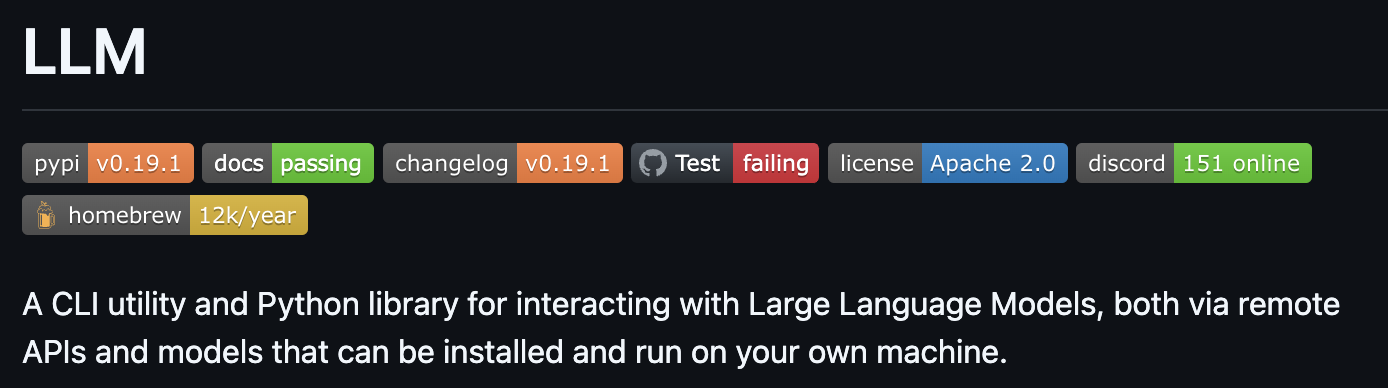 LLM
pypi v0.19.1 docs passing changelog v0.19.1 Test failing license Apache 2.0 discord 151 online
homebrew 12k/year
A CLI utility and Python library for interacting with Large Language Models, both via remote
APIs and models that can be installed and run on your own machine.